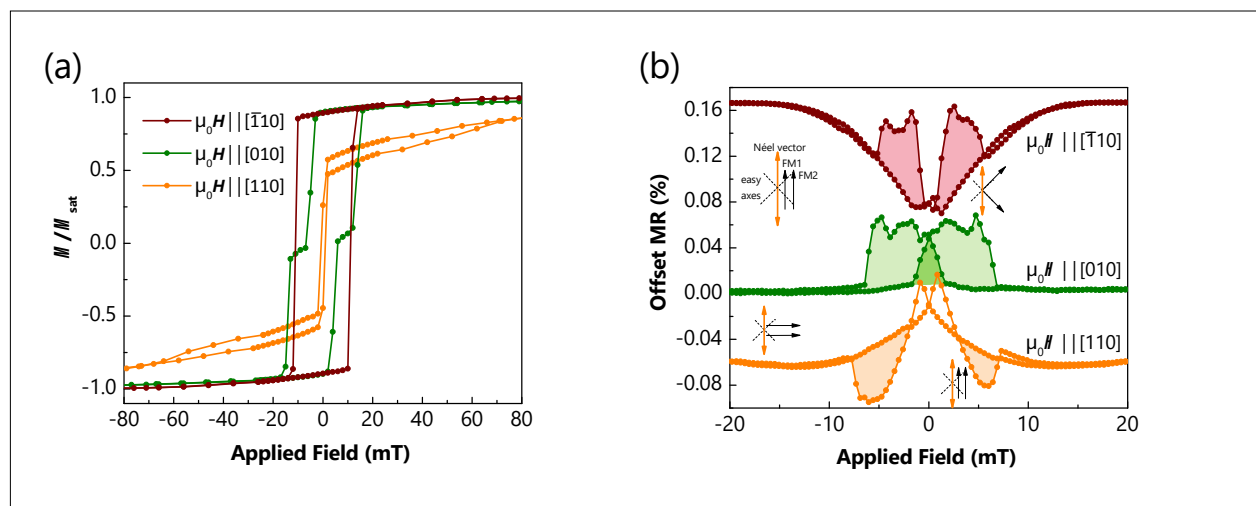 (a)
1.0
0.5
0.0
-0.5
-1.0
M/M sat
μ₀H||[1̄10]
μ₀H||[010]
μ₀H||[110]
-80 -60 -40 -20 0 20 40 60 80
Applied Field (mT)
(b)
0.16
0.12
0.08
0.04
0.00
-0.04
-0.08
Offset MR (%)
Néel vector
FM1
FM2
easy
axes
μ₀H||[1̄10]
μ₀H||[010]
μ₀H||[110]
-20 -10 0 10 20
Applied Field (mT)